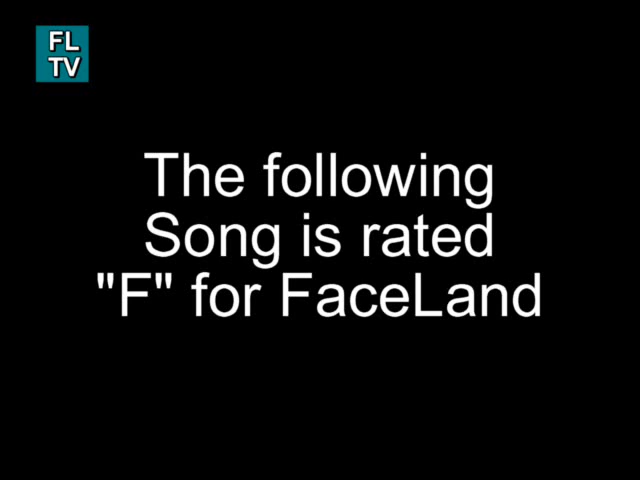 FL
TV
The following
Song is rated
"F" for FaceLand